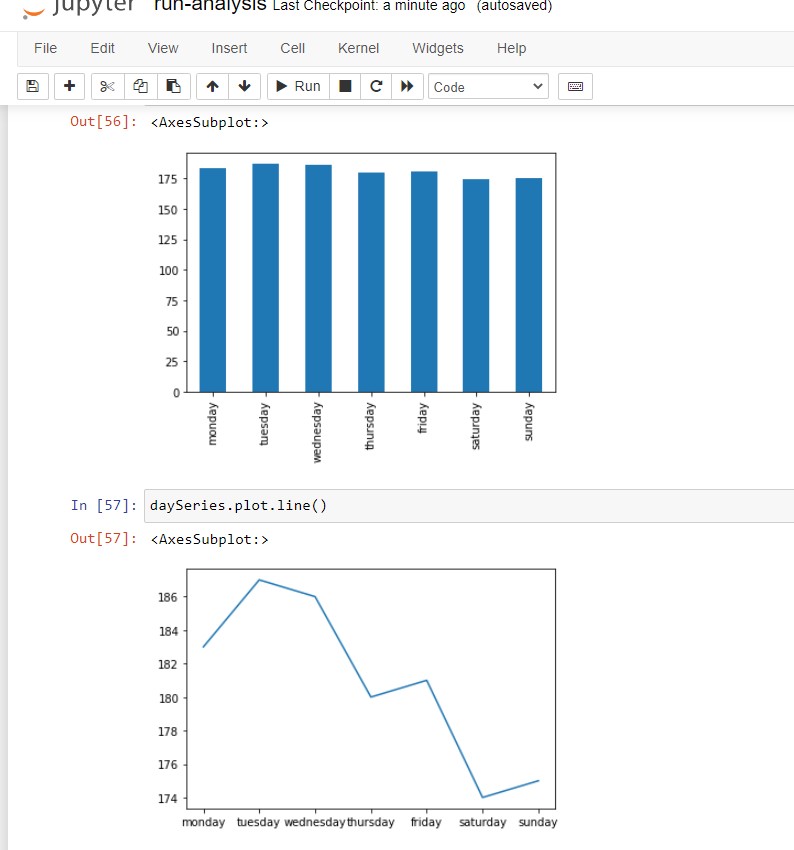 jupyter run-analysis Last Checkpoint: a minute ago (autosaved)
File Edit View Insert Cell Kernel Widgets Help
Run Code
Out[56]: <AxesSubplot:>
175
150
125
100
75
50
25
0
monday tuesday wednesday thursday friday saturday sunday
In [57]: daySeries.plot.line()
Out[57]: <AxesSubplot:>
186
184
182
180
178
176
174
monday tuesday wednesday thursday friday saturday sunday